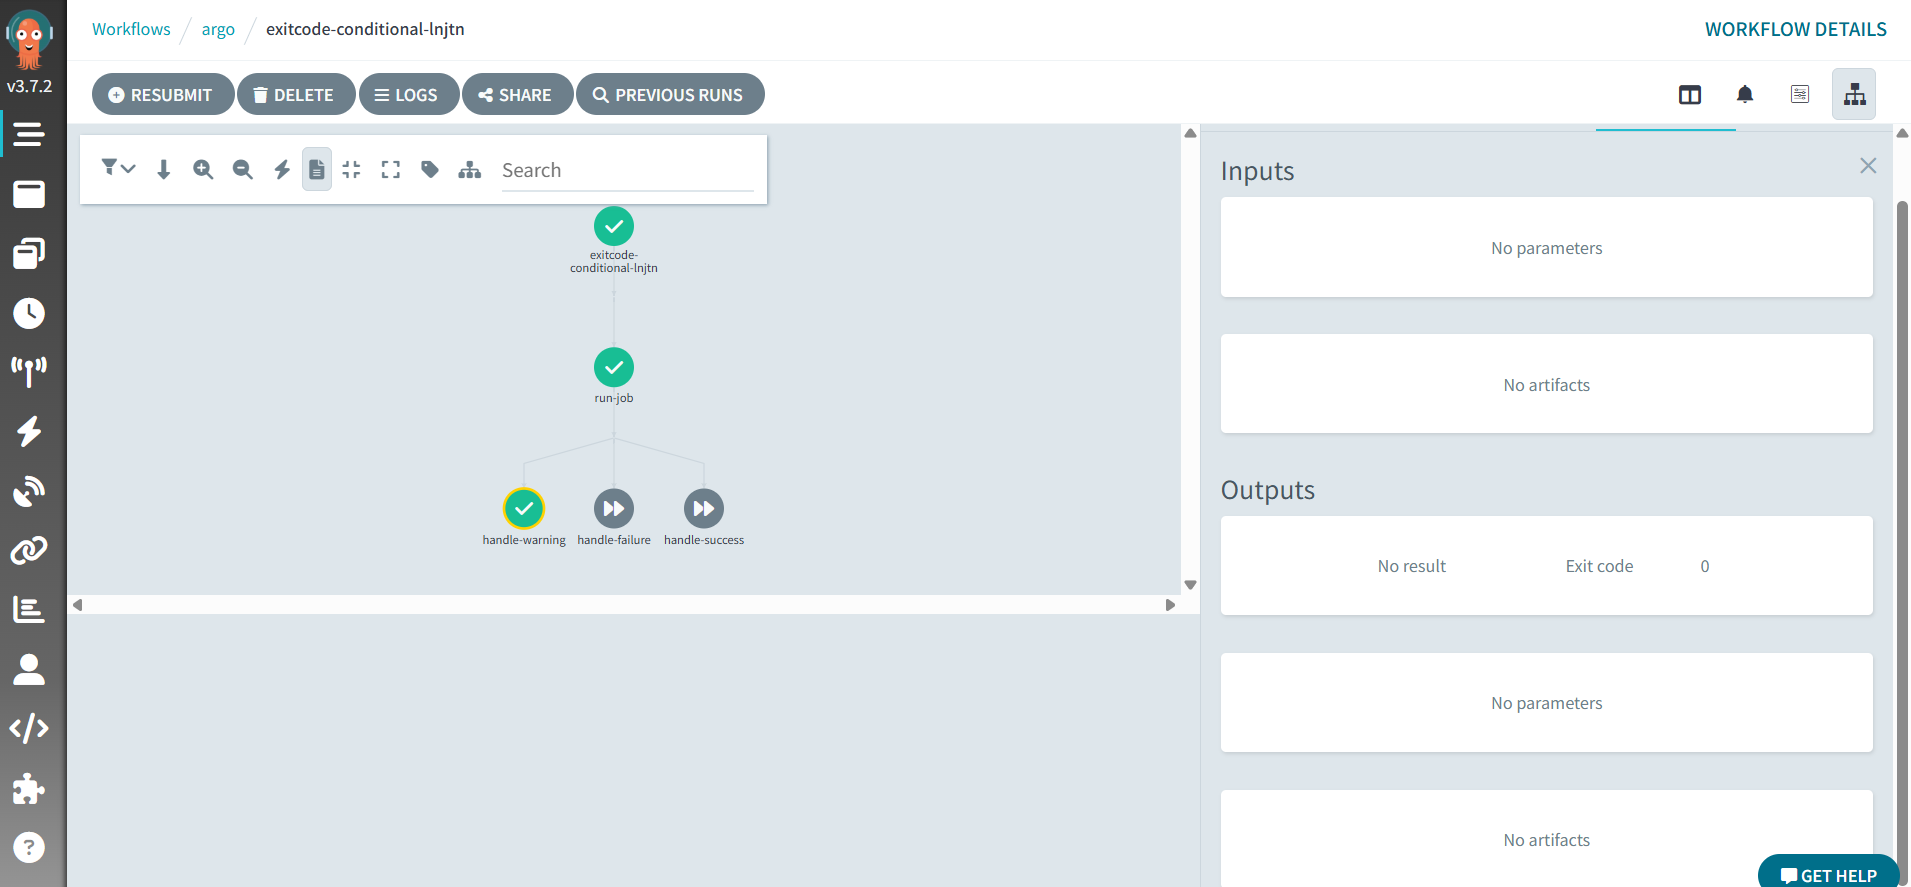 Workflows
argo
exitcode-conditional-lnjtn
WORKFLOW DETAILS
v3.7.2
RESUBMIT
DELETE
LOGS
SHARE
PREVIOUS RUNS
Search
exitcode-
conditional-lnjtn
run-job
handle-warning
handle-failure
handle-success
Inputs
No parameters
No artifacts
Outputs
No result
Exit code
0
No parameters
No artifacts
GET HELP